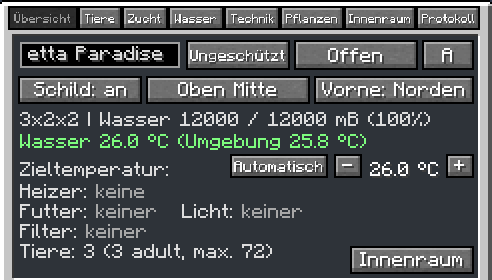 Übersicht Tiere Zucht Wasser Technik Pflanzen Innenraum Protokoll
etta Paradise Ungeschützt Offen A
Schild: an Oben Mitte Vorne: Norden
3x2x2 | Wasser 12000 / 12000 mB (100%)
Wasser 26.0 °C (Umgebung 25.8 °C)
Zieltemperatur: Automatisch - 26.0 °C +
Heizer: keine
Futter: keiner Licht: keiner
Filter: keiner
Tiere: 3 (3 adult, max. 72)
Innenraum